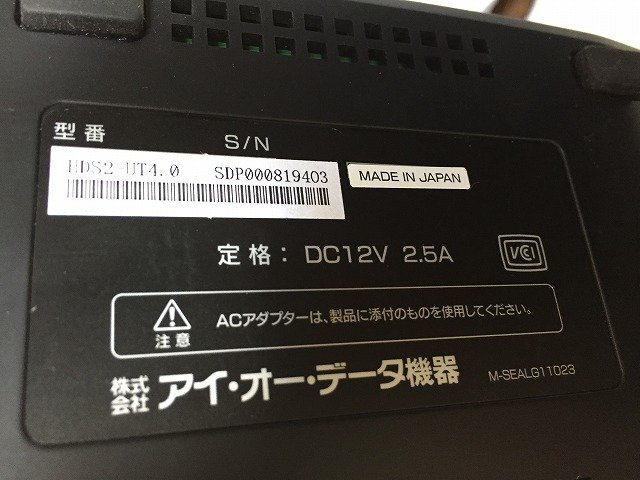 型番 S/N
HDS2-UT4.0 SDP000819403
MADE IN JAPAN
定格： DC12V 2.5A
VCI
注意 ACアダプターは、製品に添付のものを使用してください。
株式会社 アイ・オー・データ機器
M-SEALG11023